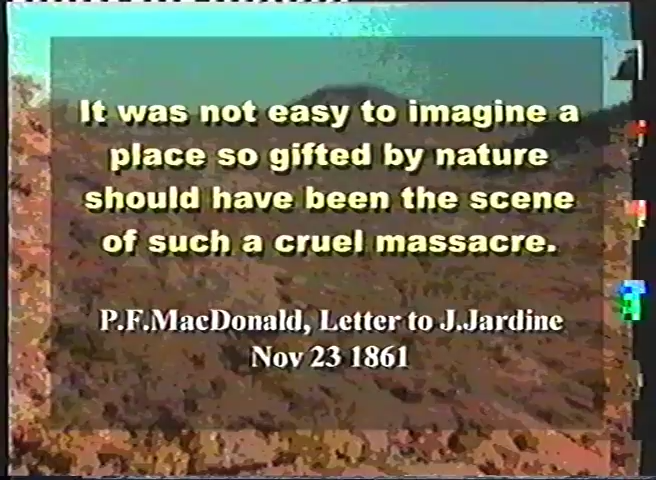 It was not easy to imagine a
place so gifted by nature
should have been the scene
of such a cruel massacre.
P.F.MacDonald, Letter to J.Jardine
Nov 23 1861